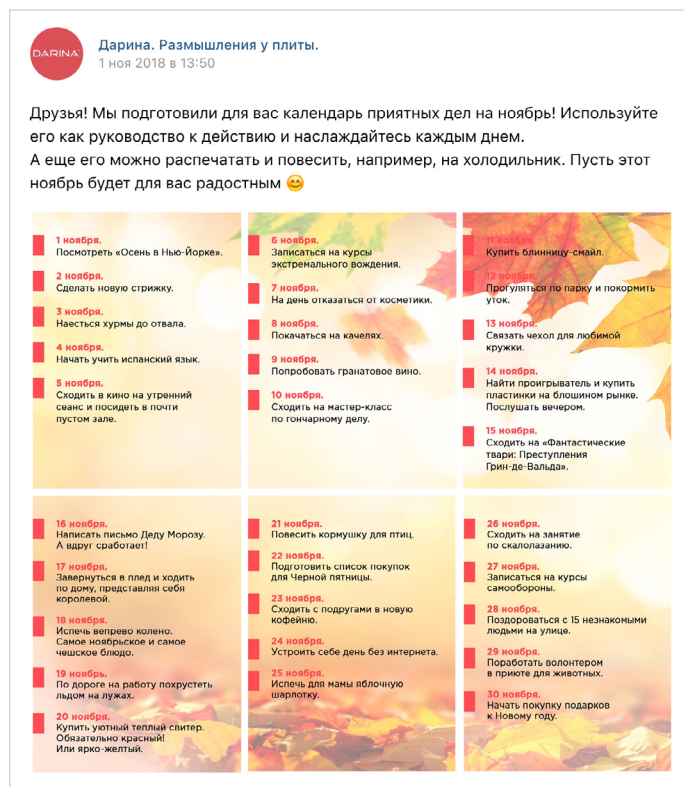 DARINA
Дарина. Размышления у плиты.
1 ноя 2018 в 13:50
Друзья! Мы подготовили для вас календарь приятных дел на ноябрь! Используйте
его как руководство к действию и наслаждайтесь каждым днем.
А еще его можно распечатать и повесить, например, на холодильник. Пусть этот
ноябрь будет для вас радостным 😊
1 ноября.
Посмотреть «Осень в Нью-Йорке».
2 ноября.
Сделать новую стрижку.
3 ноября.
Наесться хурмы до отвала.
4 ноября.
Начать учить испанский язык.
5 ноября.
Сходить в кино на утренний
сеанс и посидеть в почти
пустом зале.
6 ноября.
Записаться на курсы
экстремального вождения.
7 ноября.
На день отказаться от косметики.
8 ноября.
Покачаться на качелях.
9 ноября.
Попробовать гранатовое вино.
10 ноября.
Сходить на мастер-класс
по гончарному делу.
11 ноября.
Купить блинницу-смайл.
12 ноября.
Прогуляться по парку и покормить
уток.
13 ноября.
Связать чехол для любимой
кружки.
14 ноября.
Найти проигрыватель и купить
пластинки на блошином рынке.
Послушать вечером.
15 ноября.
Сходить на «Фантастические
твари: Преступления
Грин-де-Вальда».
16 ноября.
Написать письмо Деду Морозу.
А вдруг сработает!
17 ноября.
Завернуться в плед и ходить
по дому, представляя себя
королевой.
18 ноября.
Испечь вепрево колено.
Самое ноябрьское и самое
чешское блюдо.
19 ноябрь.
По дороге на работу похрустеть
льдом на лужах.
20 ноября.
Купить уютный теплый свитер.
Обязательно красный!
Или ярко-желтый.
21 ноября.
Повесить кормушку для птиц.
22 ноября.
Подготовить список покупок
для Черной пятницы.
23 ноября.
Сходить с подругами в новую
кофейню.
24 ноября.
Устроить себе день без интернета.
25 ноября.
Испечь для мамы яблочную
шарлотку.
26 ноября.
Сходить на занятие
по скалолазанию.
27 ноября.
Записаться на курсы
самообороны.
28 ноября.
Поздороваться с 15 незнакомыми
людьми на улице.
29 ноября.
Поработать волонтером
в приюте для животных.
30 ноября.
Начать покупку подарков
к Новому году.